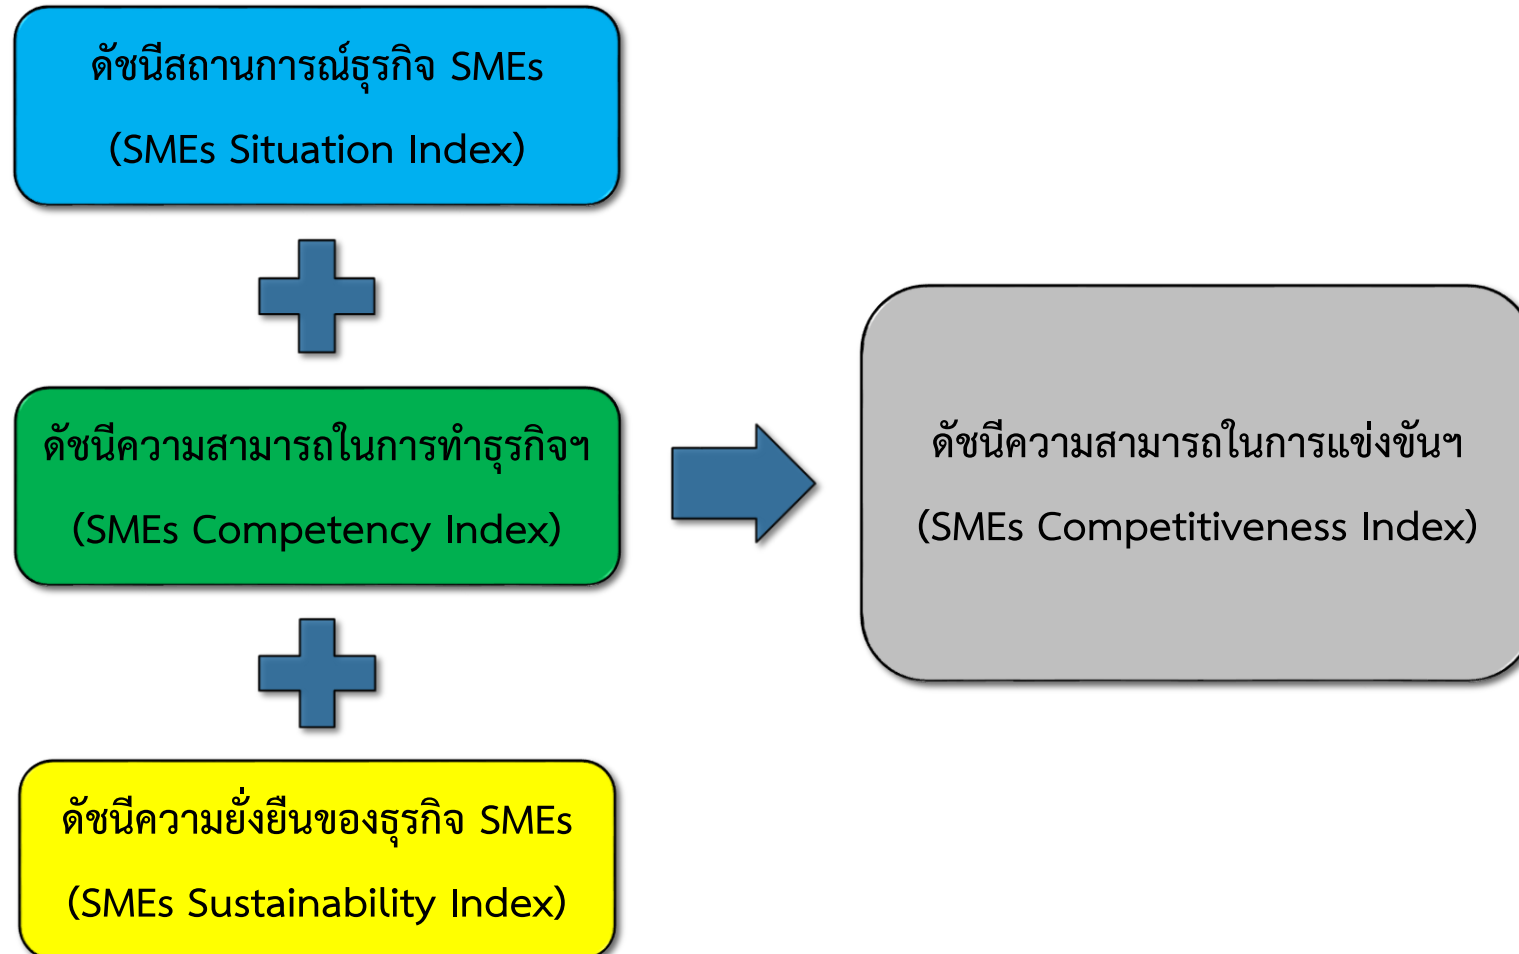 ดัชนีสถานการณ์ธุรกิจ SMEs
(SMEs Situation Index)
ดัชนีความสามารถในการทำธุรกิจฯ
(SMEs Competency Index)
ดัชนีความยั่งยืนของธุรกิจ SMEs
(SMEs Sustainability Index)
ดัชนีความสามารถในการแข่งขันฯ
(SMEs Competitiveness Index)